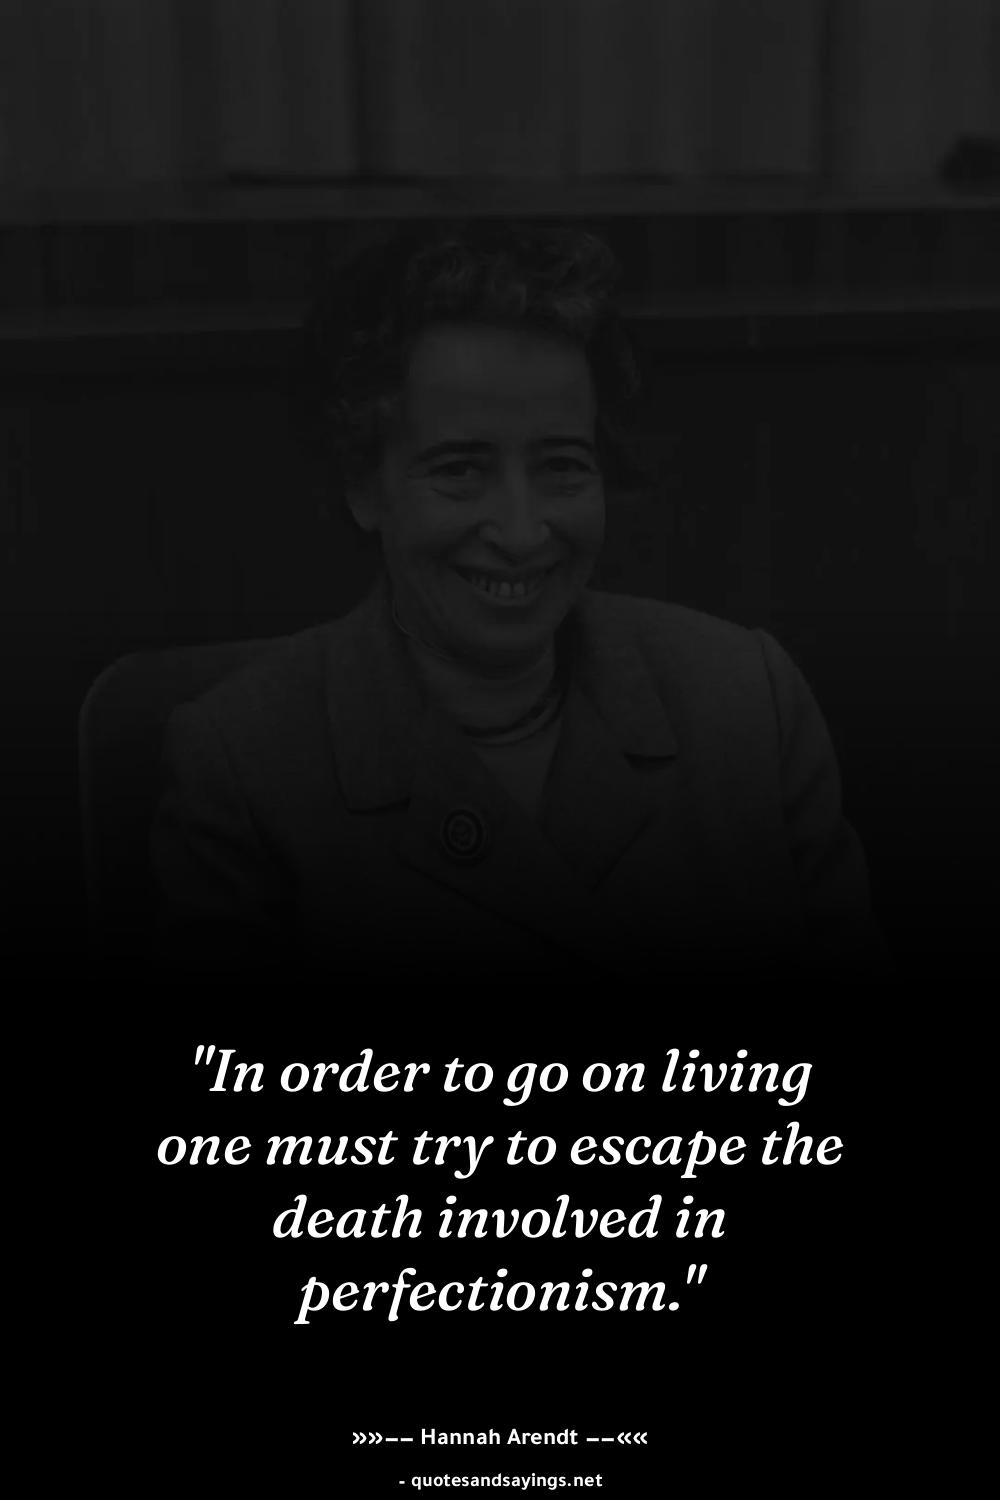 "In order to go on living
one must try to escape the
death involved in
perfectionism."
»»−− Hannah Arendt −−««
- quotesandsayings.net